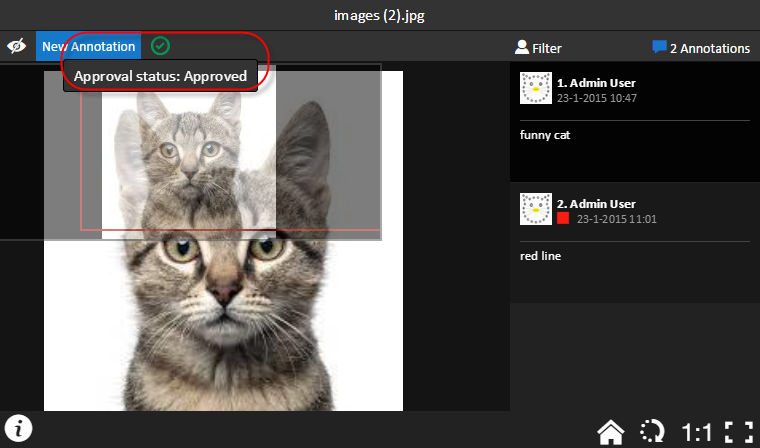 images (2).jpg
New Annotation
Filter
2 Annotations
Approval status: Approved
1. Admin User
23-1-2015 10:47
funny cat
2. Admin User
23-1-2015 11:01
red line
i
1:1